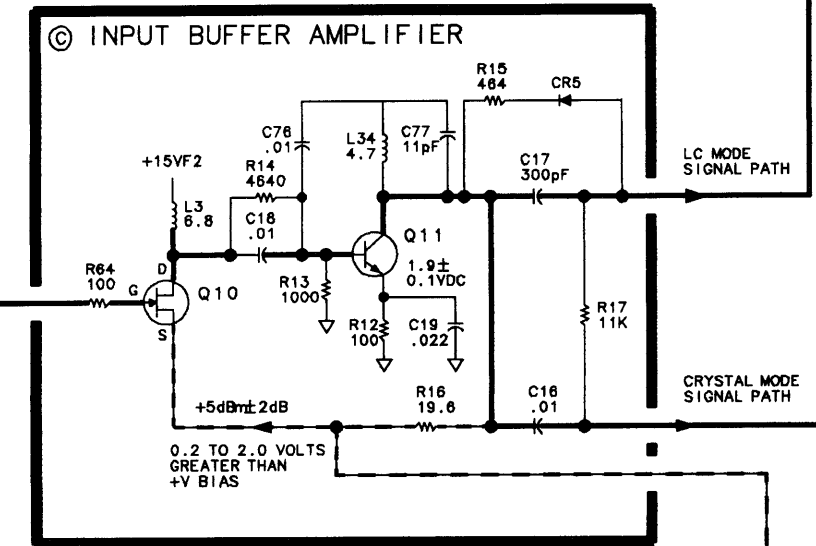 © INPUT BUFFER AMPLIFIER
R15
464
CR5
C76
.01
L34
4.7
C77
11pF
+15VF2
R14
4640
C17
300pF
LC MODE
SIGNAL PATH
L3
6.8
C18
.01
Q11
R64
100
D
G
S
Q10
R13
1000
1.9±
0.1VDC
R12
100
C19
.022
R17
11K
+5dBm±2dB
R16
19.6
C16
.01
CRYSTAL MODE
SIGNAL PATH
0.2 TO 2.0 VOLTS
GREATER THAN
+V BIAS